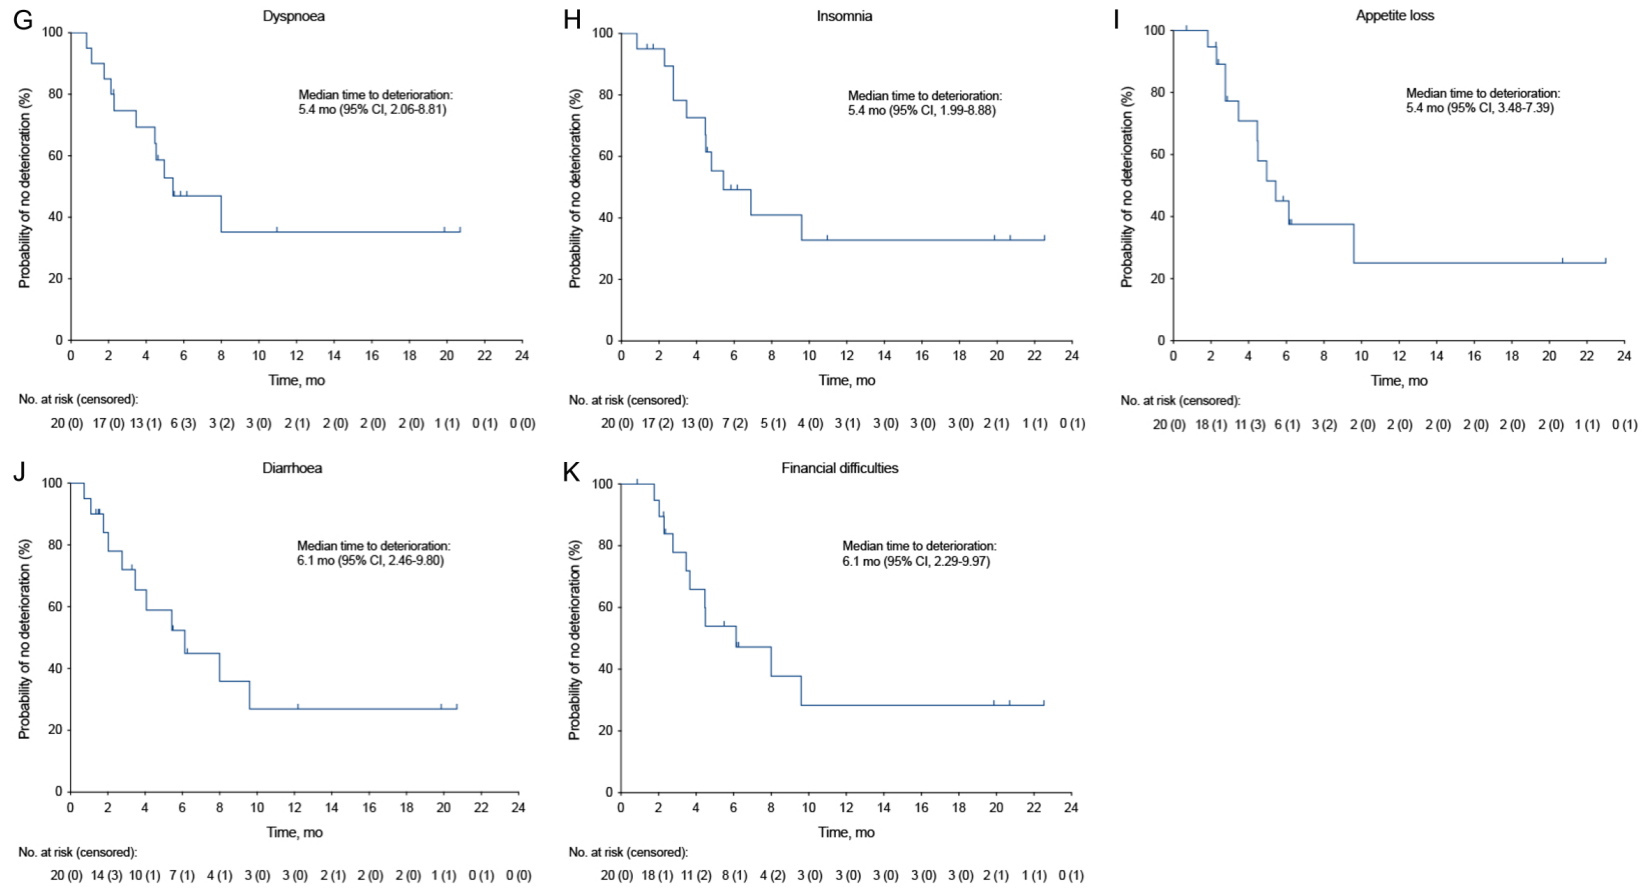 G
Dyspnoea
100
80
60
40
20
0
Probability of no deterioration (%)
Median time to deterioration:
5.4 mo (95% CI, 2.06-8.81)
0 2 4 6 8 10 12 14 16 18 20 22 24
Time, mo
No. at risk (censored):
20 (0) 17 (0) 13 (1) 6 (3) 3 (2) 3 (0) 2 (1) 2 (0) 2 (0) 2 (0) 1 (1) 0 (1) 0 (0)
H
Insomnia
100
80
60
40
20
0
Probability of no deterioration (%)
Median time to deterioration:
5.4 mo (95% CI, 1.99-8.88)
0 2 4 6 8 10 12 14 16 18 20 22 24
Time, mo
No. at risk (censored):
20 (0) 17 (2) 13 (0) 7 (2) 5 (1) 4 (0) 3 (1) 3 (0) 3 (0) 3 (0) 2 (1) 1 (1) 0 (1)
I
Appetite loss
100
80
60
40
20
0
Probability of no deterioration (%)
Median time to deterioration:
5.4 mo (95% CI, 3.48-7.39)
0 2 4 6 8 10 12 14 16 18 20 22 24
Time, mo
No. at risk (censored):
20 (0) 18 (1) 11 (3) 6 (1) 3 (2) 2 (0) 2 (0) 2 (0) 2 (0) 2 (0) 2 (0) 1 (1) 0 (1)
J
Diarrhoea
100
80
60
40
20
0
Probability of no deterioration (%)
Median time to deterioration:
6.1 mo (95% CI, 2.46-9.80)
0 2 4 6 8 10 12 14 16 18 20 22 24
Time, mo
No. at risk (censored):
20 (0) 14 (3) 10 (1) 7 (1) 4 (1) 3 (0) 3 (0) 2 (1) 2 (0) 2 (0) 1 (1) 0 (1) 0 (0)
K
Financial difficulties
100
80
60
40
20
0
Probability of no deterioration (%)
Median time to deterioration:
6.1 mo (95% CI, 2.29-9.97)
0 2 4 6 8 10 12 14 16 18 20 22 24
Time, mo
No. at risk (censored):
20 (0) 18 (1) 11 (2) 8 (1) 4 (2) 3 (0) 3 (0) 3 (0) 3 (0) 3 (0) 2 (1) 1 (1) 0 (1)